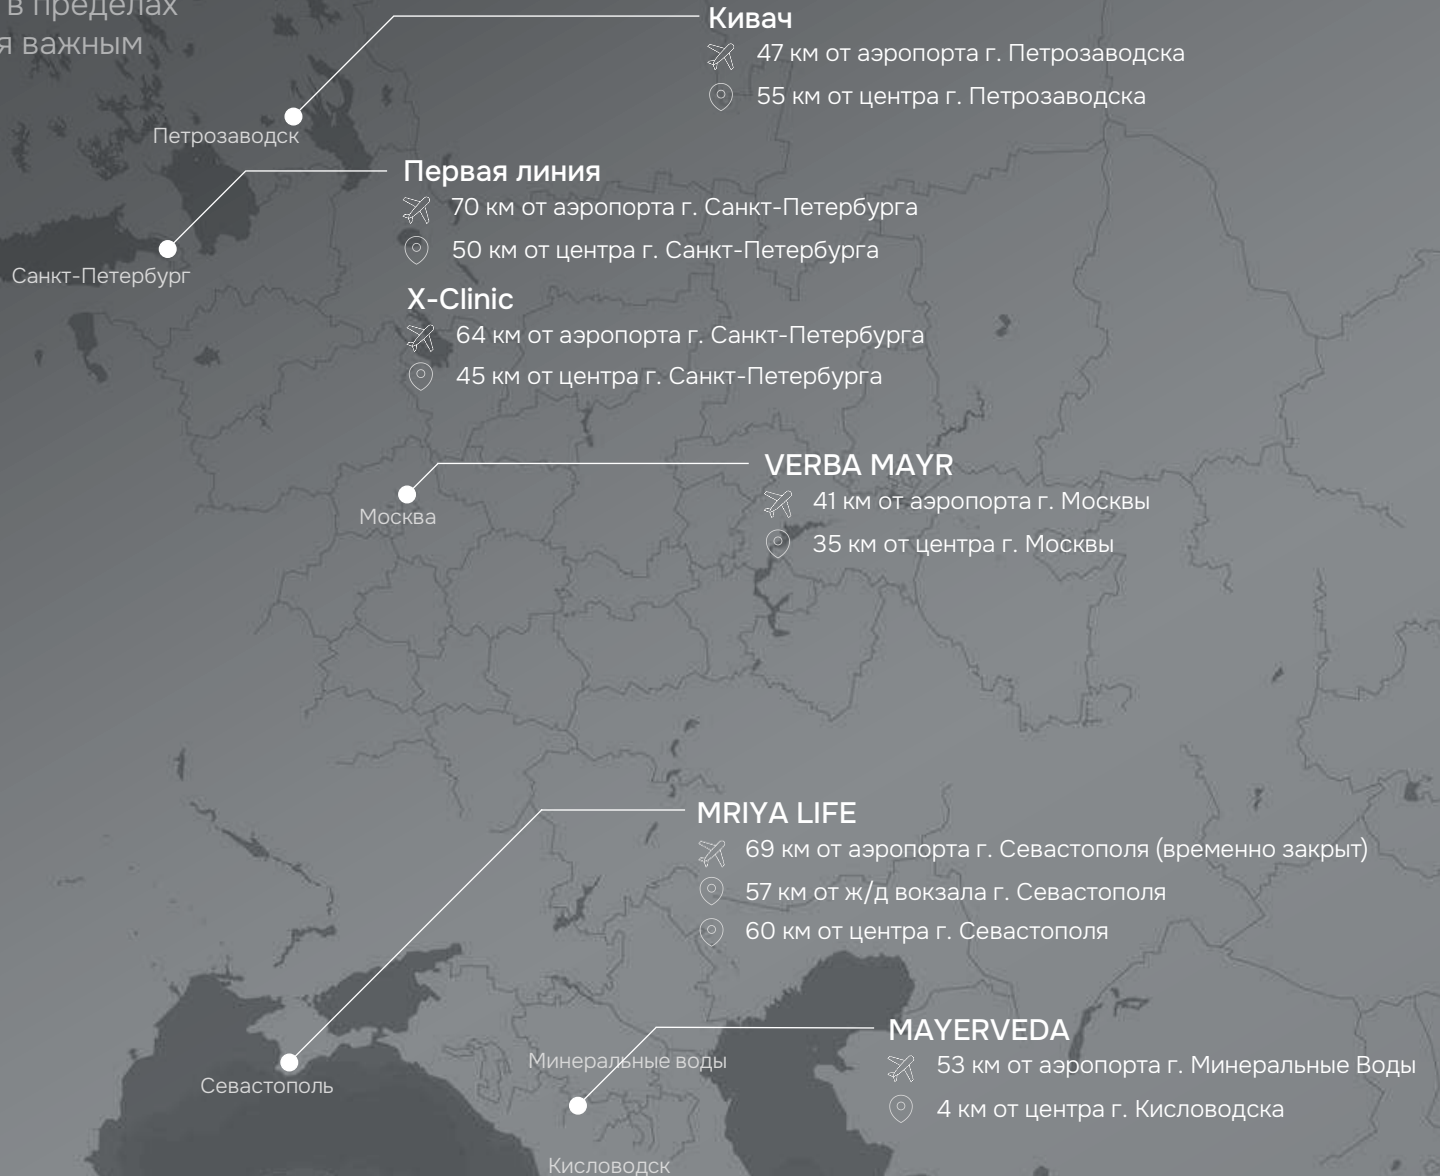 в пределах
я важным
Кивач
47 км от аэропорта г. Петрозаводска
55 км от центра г. Петрозаводска
Петрозаводск
Первая линия
70 км от аэропорта г. Санкт-Петербурга
50 км от центра г. Санкт-Петербурга
Санкт-Петербург
X-Clinic
64 км от аэропорта г. Санкт-Петербурга
45 км от центра г. Санкт-Петербурга
VERBA MAYR
41 км от аэропорта г. Москвы
Москва
35 км от центра г. Москвы
MRIYA LIFE
69 км от аэропорта г. Севастополя (временно закрыт)
57 км от ж/д вокзала г. Севастополя
60 км от центра г. Севастополя
MAYERVEDA
Минеральные воды
53 км от аэропорта г. Минеральные Воды
Севастополь
4 км от центра г. Кисловодска
Кисловодск